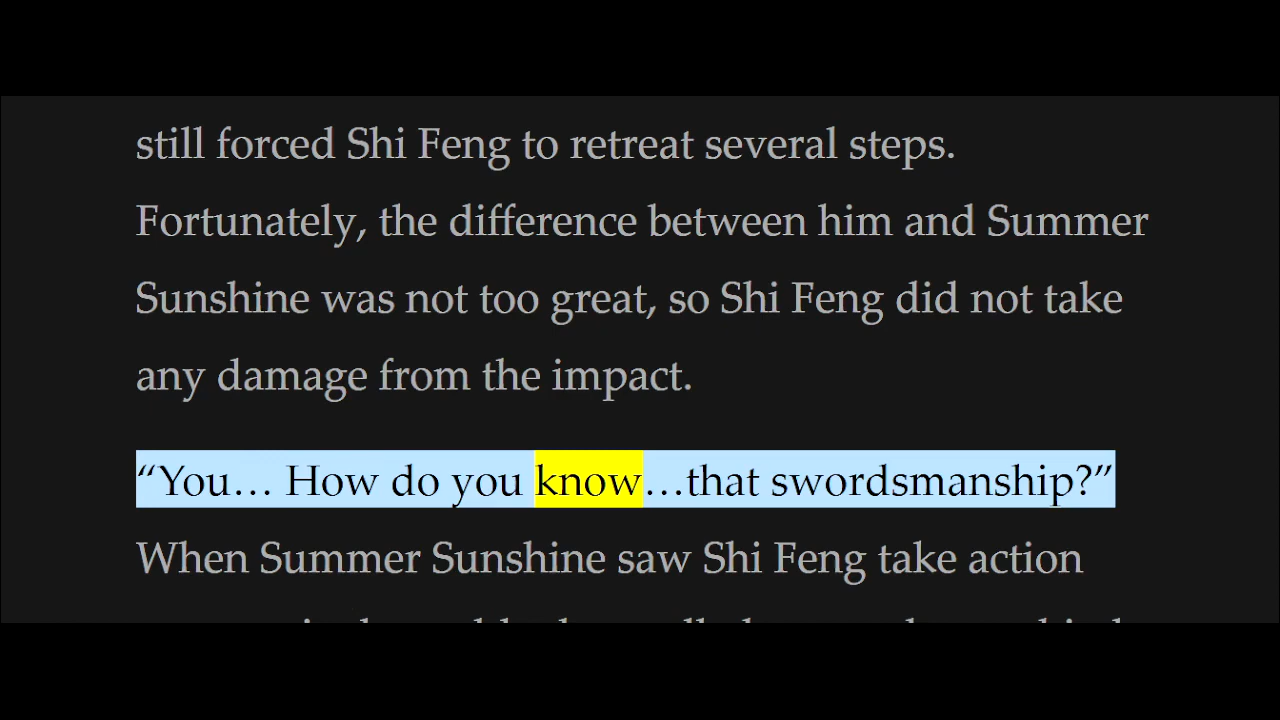 still forced Shi Feng to retreat several steps.
Fortunately, the difference between him and Summer
Sunshine was not too great, so Shi Feng did not take
any damage from the impact.
“You… How do you know…that swordsmanship?”
When Summer Sunshine saw Shi Feng take action